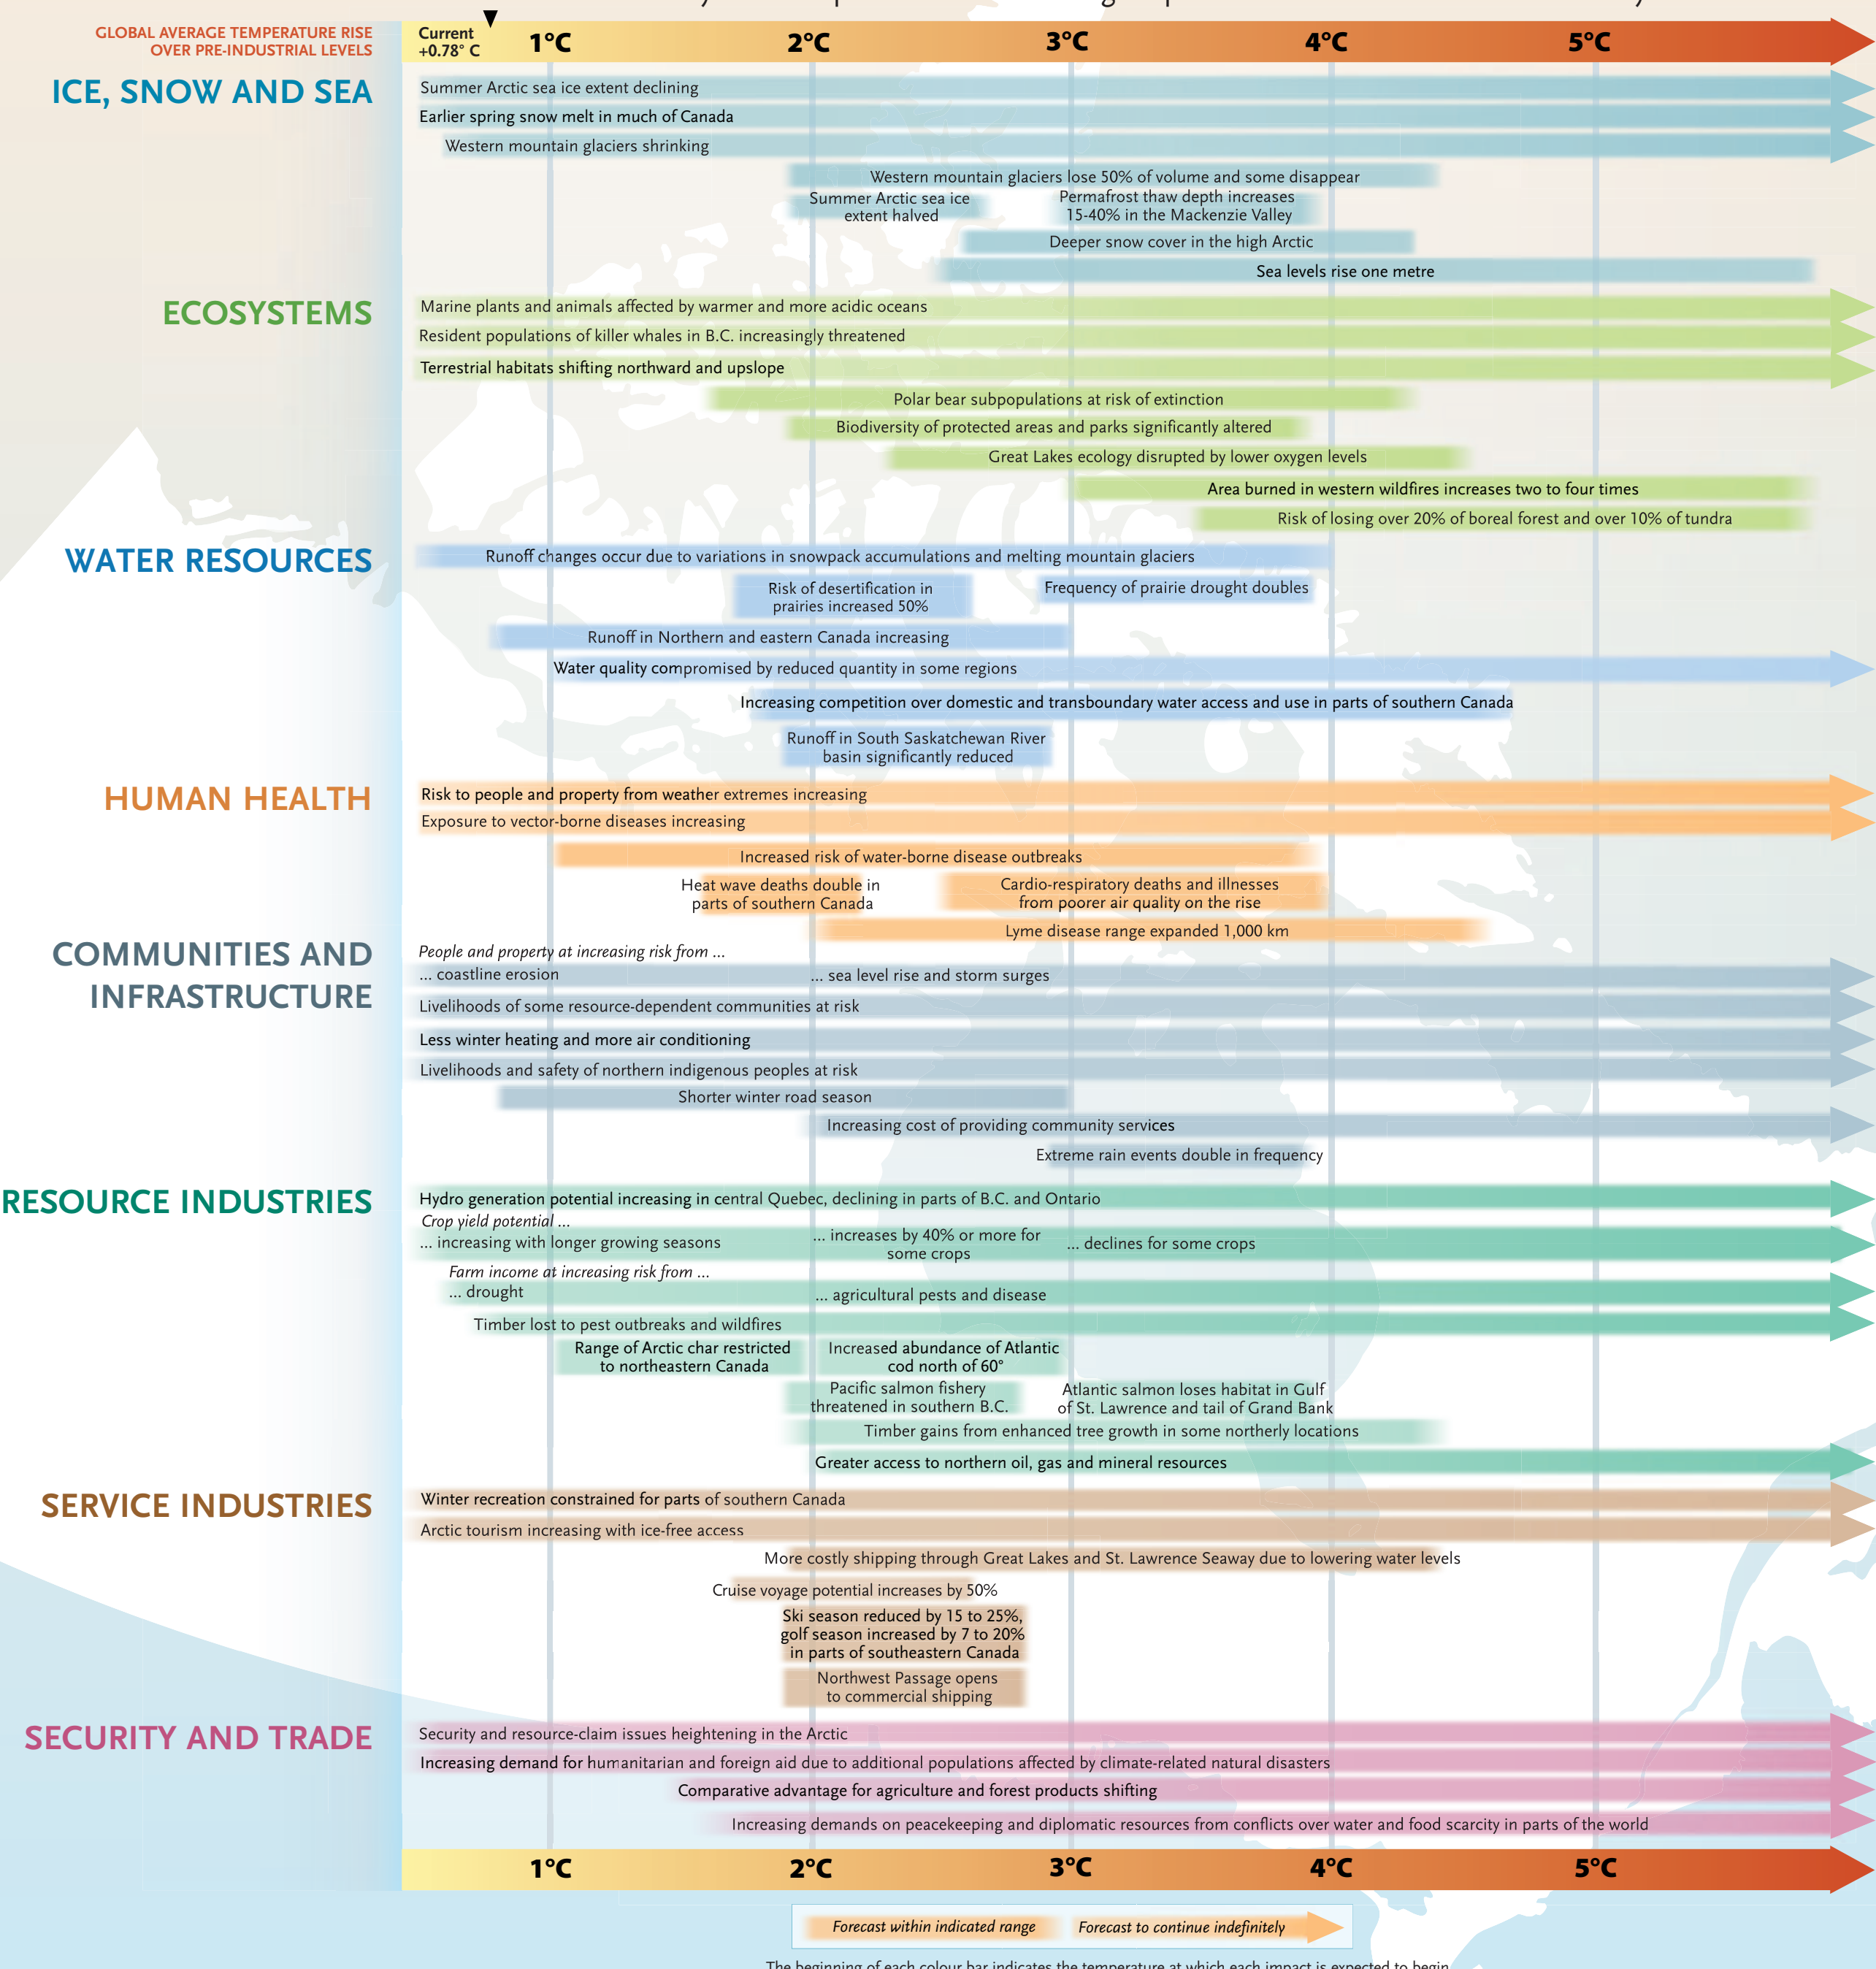 GLOBAL AVERAGE TEMPERATURE RISE
OVER PRE-INDUSTRIAL LEVELS
Current
+0.78° C
1°C
2°C
3°C
4°C
5°C
ICE, SNOW AND SEA
Summer Arctic sea ice extent declining
Earlier spring snow melt in much of Canada
Western mountain glaciers shrinking
Western mountain glaciers lose 50% of volume and some disappear
Summer Arctic sea ice
extent halved
Permafrost thaw depth increases
15-40% in the Mackenzie Valley
Deeper snow cover in the high Arctic
Sea levels rise one metre
ECOSYSTEMS
Marine plants and animals affected by warmer and more acidic oceans
Resident populations of killer whales in B.C. increasingly threatened
Terrestrial habitats shifting northward and upslope
Polar bear subpopulations at risk of extinction
Biodiversity of protected areas and parks significantly altered
Great Lakes ecology disrupted by lower oxygen levels
Area burned in western wildfires increases two to four times
Risk of losing over 20% of boreal forest and over 10% of tundra
WATER RESOURCES
Runoff changes occur due to variations in snowpack accumulations and melting mountain glaciers
Risk of desertification in
prairies increased 50%
Frequency of prairie drought doubles
Runoff in Northern and eastern Canada increasing
Water quality compromised by reduced quantity in some regions
Increasing competition over domestic and transboundary water access and use in parts of southern Canada
Runoff in South Saskatchewan River
basin significantly reduced
HUMAN HEALTH
Risk to people and property from weather extremes increasing
Exposure to vector-borne diseases increasing
Increased risk of water-borne disease outbreaks
Heat wave deaths double in
parts of southern Canada
Cardio-respiratory deaths and illnesses
from poorer air quality on the rise
Lyme disease range expanded 1,000 km
COMMUNITIES AND
INFRASTRUCTURE
People and property at increasing risk from ...
... coastline erosion
... sea level rise and storm surges
Livelihoods of some resource-dependent communities at risk
Less winter heating and more air conditioning
Livelihoods and safety of northern indigenous peoples at risk
Shorter winter road season
Increasing cost of providing community services
Extreme rain events double in frequency
RESOURCE INDUSTRIES
Hydro generation potential increasing in central Quebec, declining in parts of B.C. and Ontario
Crop yield potential ...
... increasing with longer growing seasons
... increases by 40% or more for
some crops
... declines for some crops
Farm income at increasing risk from ...
... drought
... agricultural pests and disease
Timber lost to pest outbreaks and wildfires
Range of Arctic char restricted
to northeastern Canada
Increased abundance of Atlantic
cod north of 60°
Pacific salmon fishery
threatened in southern B.C.
Atlantic salmon loses habitat in Gulf
of St. Lawrence and tail of Grand Bank
Timber gains from enhanced tree growth in some northerly locations
Greater access to northern oil, gas and mineral resources
SERVICE INDUSTRIES
Winter recreation constrained for parts of southern Canada
Arctic tourism increasing with ice-free access
More costly shipping through Great Lakes and St. Lawrence Seaway due to lowering water levels
Cruise voyage potential increases by 50%
Ski season reduced by 15 to 25%,
golf season increased by 7 to 20%
in parts of southeastern Canada
Northwest Passage opens
to commercial shipping
SECURITY AND TRADE
Security and resource-claim issues heightening in the Arctic
Increasing demand for humanitarian and foreign aid due to additional populations affected by climate-related natural disasters
Comparative advantage for agriculture and forest products shifting
Increasing demands on peacekeeping and diplomatic resources from conflicts over water and food scarcity in parts of the world
1°C
2°C
3°C
4°C
5°C
Forecast within indicated range
Forecast to continue indefinitely
The beginning of each colour bar indicates the temperature at which each impact is expected to begin